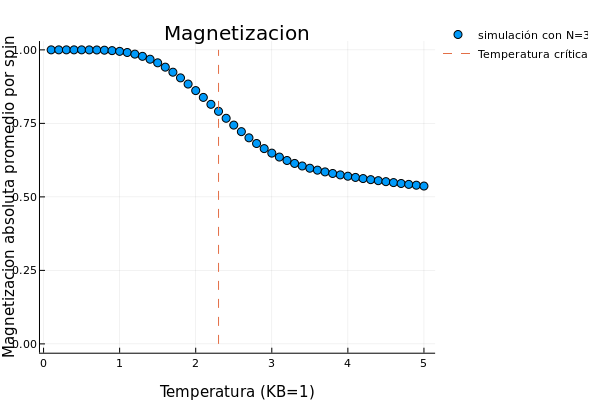 Magnetizacion
simulación con N=3
Temperatura crítica
Magnetizacion absoluta promedio por spin
1.00
0.75
0.50
0.25
0.00
0
1
2
3
4
5
Temperatura (KB=1)